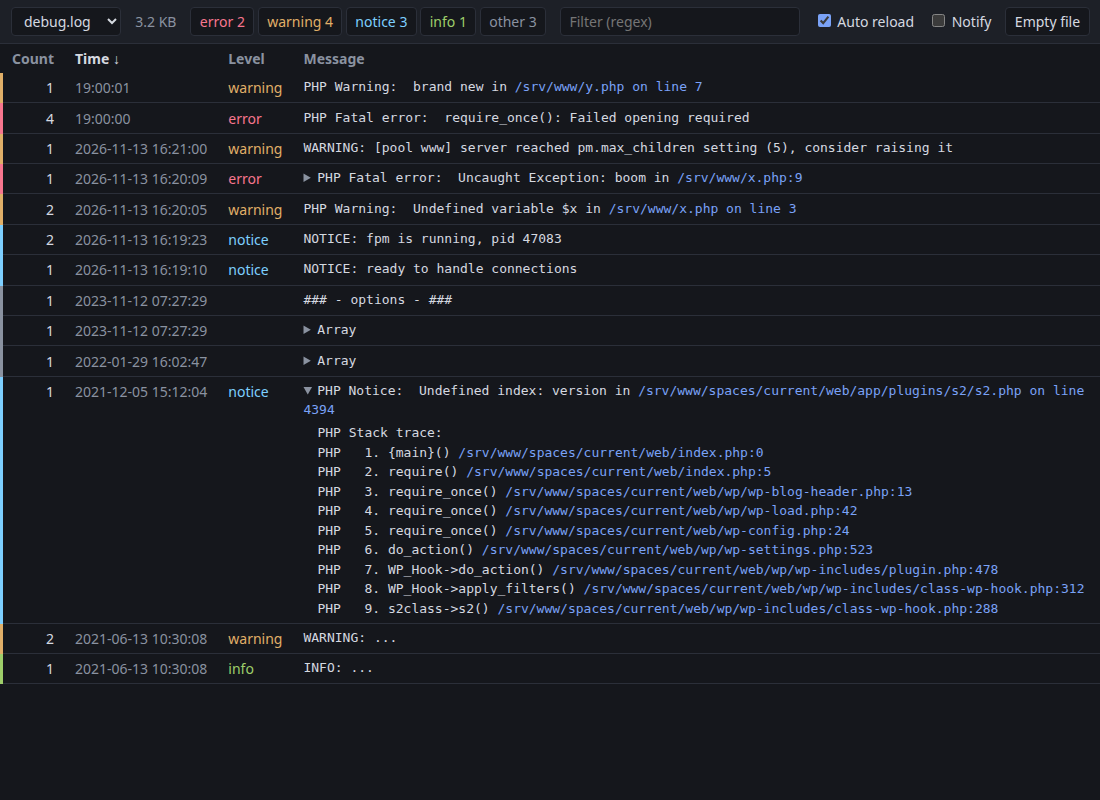 debug.log 3.2 KB error 2 warning 4 notice 3 info 1 other 3 Filter (regex) Auto reload Notify Empty file
Count Time ↓ Level Message
1 19:00:01 warning PHP Warning:  brand new in /srv/www/y.php on line 7
4 19:00:00 error PHP Fatal error:  require_once(): Failed opening required
1 2026-11-13 16:21:00 warning WARNING: [pool www] server reached pm.max_children setting (5), consider raising it
1 2026-11-13 16:20:09 error ▶ PHP Fatal error:  Uncaught Exception: boom in /srv/www/x.php:9
2 2026-11-13 16:20:05 warning PHP Warning:  Undefined variable $x in /srv/www/x.php on line 3
2 2026-11-13 16:19:23 notice NOTICE: fpm is running, pid 47083
1 2026-11-13 16:19:10 notice NOTICE: ready to handle connections
1 2023-11-12 07:27:29 ### - options - ###
1 2023-11-12 07:27:29 ▶ Array
1 2022-01-29 16:02:47 ▶ Array
1 2021-12-05 15:12:04 notice ▼ PHP Notice:  Undefined index: version in /srv/www/spaces/current/web/app/plugins/s2/s2.php on line
4394
PHP Stack trace:
PHP   1. {main}() /srv/www/spaces/current/web/index.php:0
PHP   2. require() /srv/www/spaces/current/web/index.php:5
PHP   3. require_once() /srv/www/spaces/current/web/wp/wp-blog-header.php:13
PHP   4. require_once() /srv/www/spaces/current/web/wp/wp-load.php:42
PHP   5. require_once() /srv/www/spaces/current/web/wp-config.php:24
PHP   6. do_action() /srv/www/spaces/current/web/wp/wp-settings.php:523
PHP   7. WP_Hook->do_action() /srv/www/spaces/current/web/wp/wp-includes/plugin.php:478
PHP   8. WP_Hook->apply_filters() /srv/www/spaces/current/web/wp/wp-includes/class-wp-hook.php:312
PHP   9. s2class->s2() /srv/www/spaces/current/web/wp/wp-includes/class-wp-hook.php:288
2 2021-06-13 10:30:08 warning WARNING: ...
1 2021-06-13 10:30:08 info INFO: ...